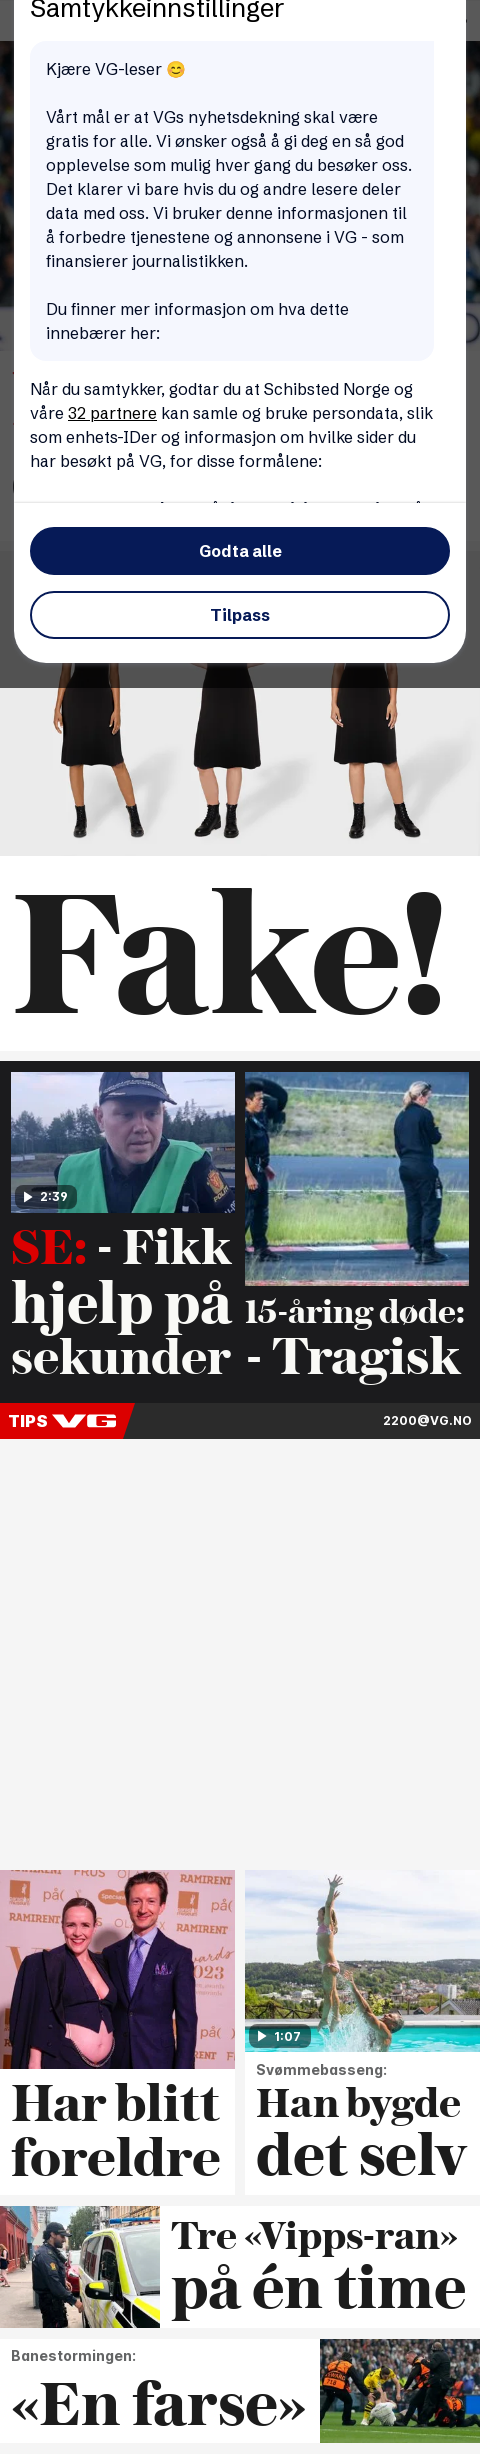 Samtykkeinnstillinger
Kjære VG-leser 😊
Vårt mål er at VGs nyhetsdekning skal være
gratis for alle. Vi ønsker også å gi deg en så god
opplevelse som mulig hver gang du besøker oss.
Det klarer vi bare hvis du og andre lesere deler
data med oss. Vi bruker denne informasjonen til
å forbedre tjenestene og annonsene i VG - som
finansierer journalistikken.
Du finner mer informasjon om hva dette
innebærer her:
Når du samtykker, godtar du at Schibsted Norge og
våre 32 partnere kan samle og bruke persondata, slik
som enhets-IDer og informasjon om hvilke sider du
har besøkt på VG, for disse formålene:
Godta alle
Tilpass
Fake!
2:39
SE: - Fikk
hjelp på
sekunder
15-åring døde:
- Tragisk
TIPS VG
2200@VG.NO
RAMIRENT
på(
RAMIRENT
RAMIRENT
2023
på(
Har blitt
foreldre
1:07
Svømmebasseng:
Han bygde
det selv
Tre «Vipps-ran»
på én time
Banestormingen:
«En farse»